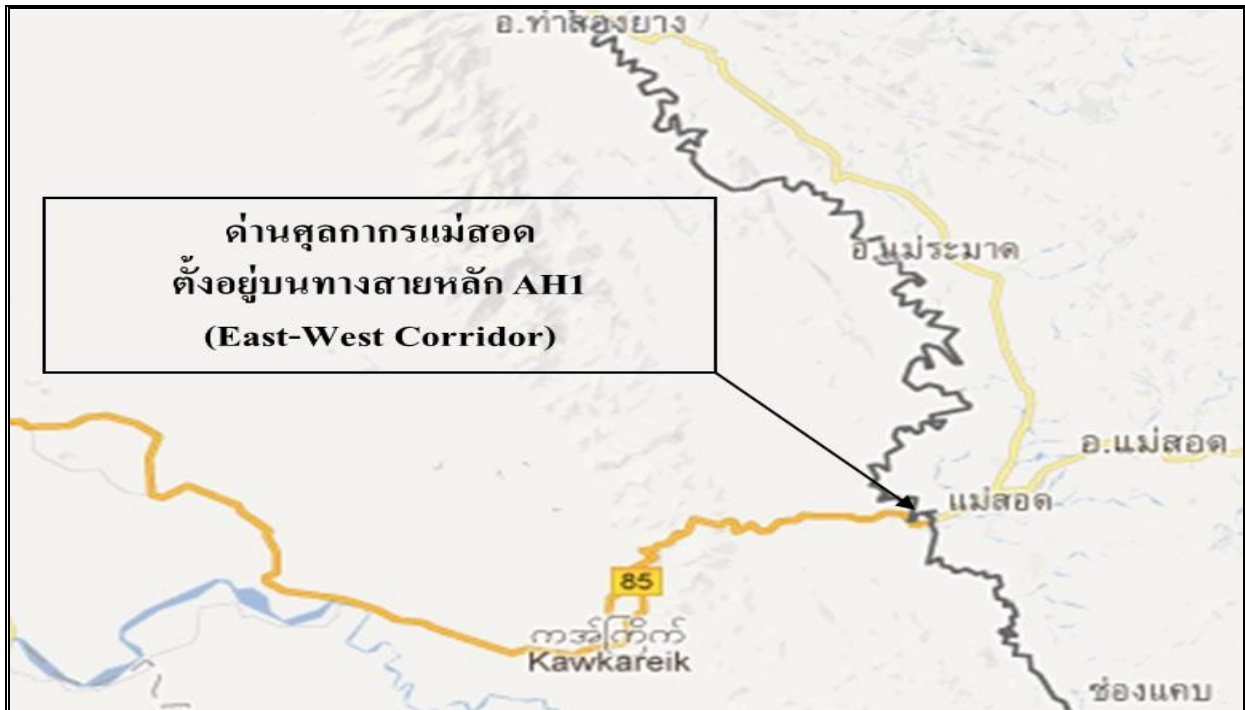 อ.ท่าสองยาง
ด่านศุลกากรแม่สอด
ตั้งอยู่บนทางสายหลัก AH1
(East-West Corridor)
อ.แม่ระมาด
อ.แม่สอด
แม่สอด
85
ကော့ကရိတ်
Kawkareik
ช่องแคบ